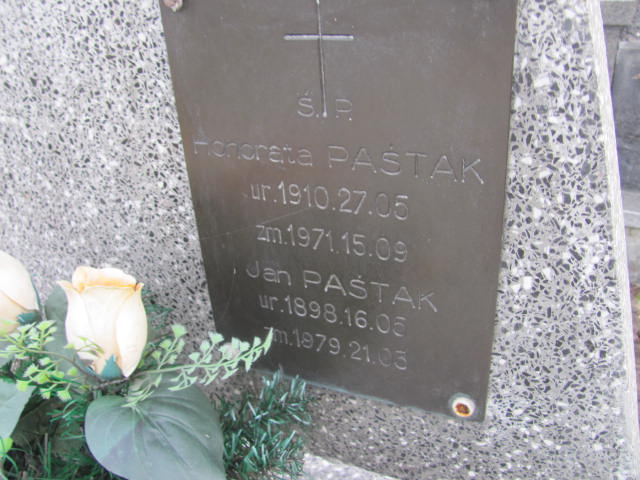 Ś.P.
Honorata PAŚTAK
ur.1910.27.05
zm.1971.15.09
Jan PAŚTAK
ur.1898.16.05
zm.1979.21.03